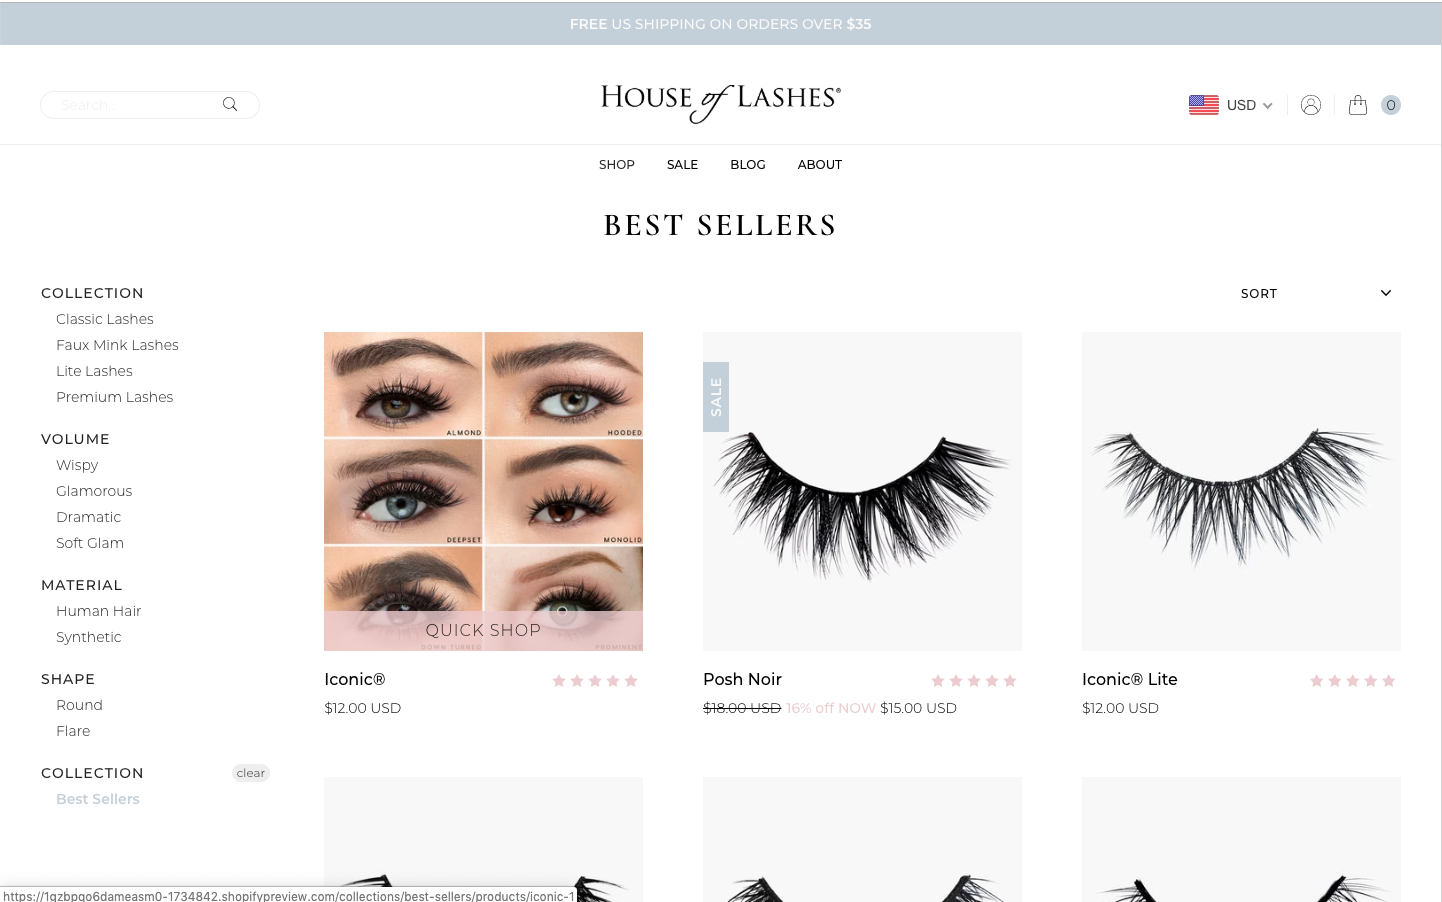 FREE US SHIPPING ON ORDERS OVER $35
Search...
HOUSE of LASHES®
USD
0
SHOP SALE BLOG ABOUT
BEST SELLERS
COLLECTION
Classic Lashes
Faux Mink Lashes
Lite Lashes
Premium Lashes
VOLUME
Wispy
Glamorous
Dramatic
Soft Glam
MATERIAL
Human Hair
Synthetic
SHAPE
Round
Flare
COLLECTION
clear
Best Sellers
SORT
ALMOND
HOODED
DEEPSET
MONOLID
QUICK SHOP
DOWN TURNED
PROMINENT
Iconic®
$12.00 USD
SALE
Posh Noir
$18.00 USD 16% off NOW $15.00 USD
Iconic® Lite
$12.00 USD
https://1gzbpgo6dameasm0-1734842.shopifypreview.com/collections/best-sellers/products/iconic-1